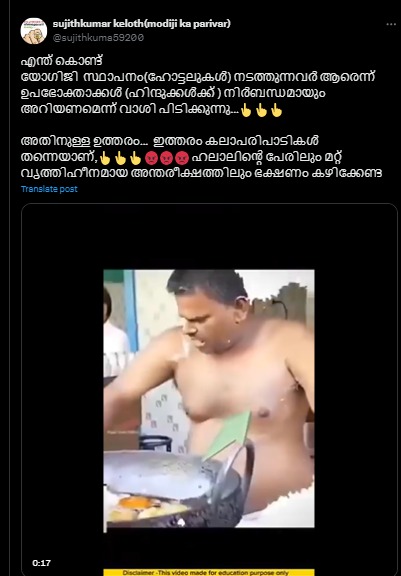 sujithkumar keloth(modiji ka parivar)
@sujithkuma59200
എന്ത് കൊണ്ട്
യോഗിജി സ്ഥാപനം(ഹോട്ടലുകൾ) നടത്തുന്നവർ ആരെന്ന്
ഉപഭോക്താക്കൾ (ഹിന്ദുക്കൾക്ക് ) നിർബന്ധമായും
അറിയണമെന്ന് വാശി പിടിക്കുന്നു...👆👆👆
അതിനുള്ള ഉത്തരം... ഇത്തരം കലാപരിപാടികൾ
തന്നെയാണ്,👆👆👆😡😡😡ഹലാലിന്റെ പേരിലും മറ്റ്
വൃത്തിഹീനമായ അന്തരീക്ഷത്തിലും ഭക്ഷണം കഴിക്കേണ്ട
Translate post
0:17
Disclaimer -This video made for education purpose only